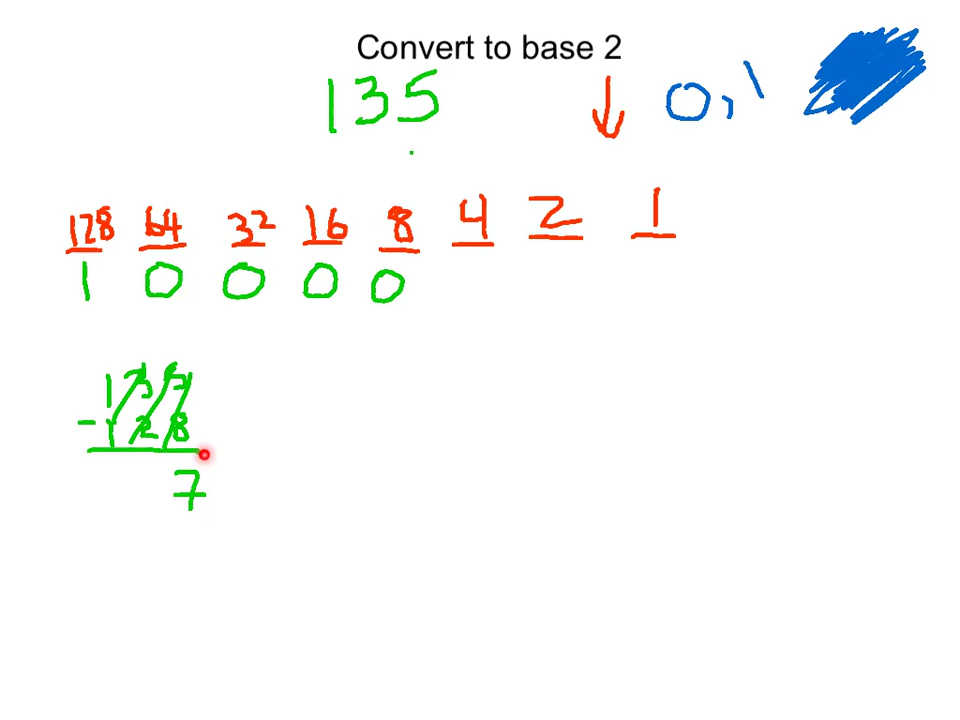 Convert to base 2
135 ↓ 0,1
128 64 32 16 8 4 2 1
1 0 0 0 0
135
- 128
7